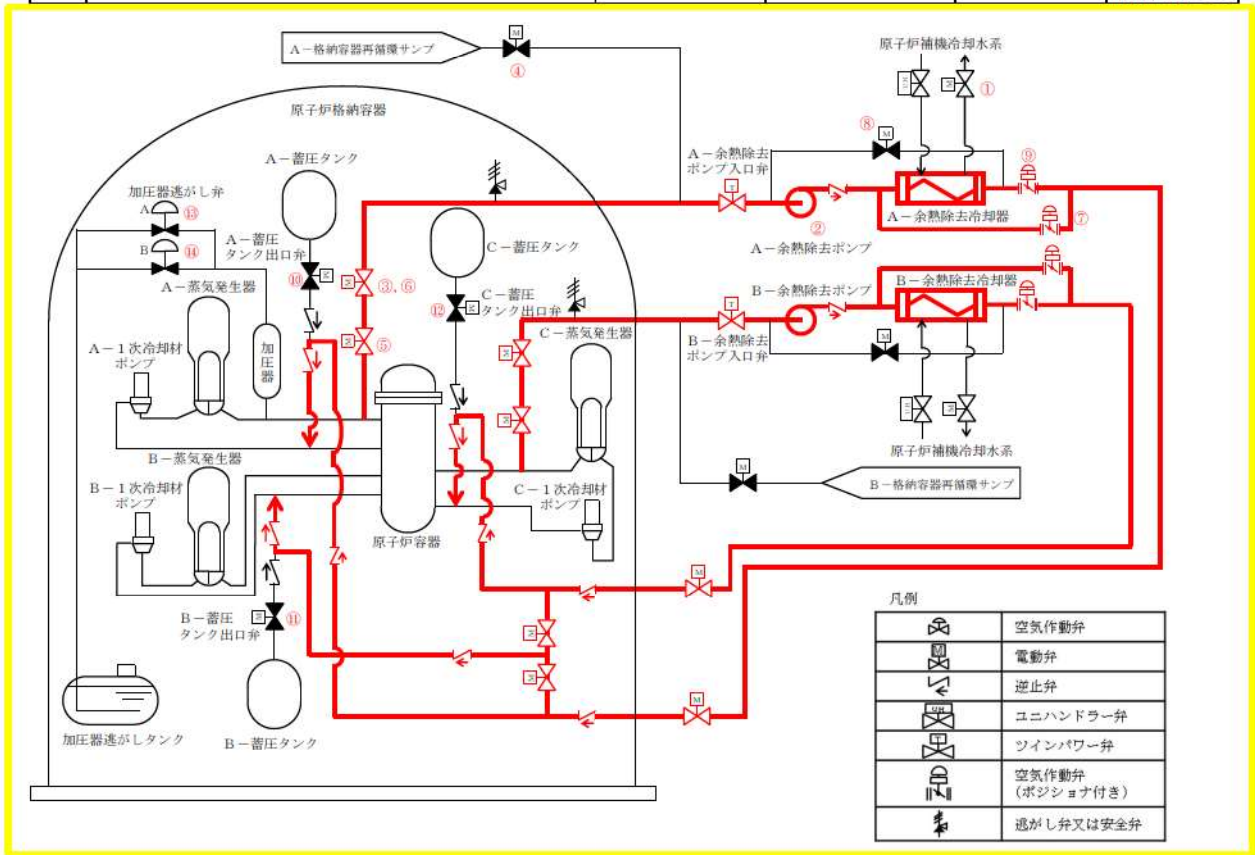 A-格納容器再循環サンプ
M
④
原子炉補機冷却水系
U.H
M
①
原子炉格納容器
A-蓄圧タンク
加圧器逃がし弁
A
⑬
B
⑭
A-蓄圧
タンク出口弁
⑩
M
A-蒸気発生器
A-1次冷却材
ポンプ
加圧器
C-蓄圧タンク
⑫
M
C-蓄圧
タンク出口弁
C-蒸気発生器
M
③,⑥
M
⑤
A-余熱除去
ポンプ入口弁
T
②
A-余熱除去ポンプ
⑧
M
A-余熱除去冷却器
⑨
⑦
B-余熱除去ポンプ
B-余熱除去冷却器
T
B-余熱除去
ポンプ入口弁
M
M
M
U.H
M
原子炉補機冷却水系
M
B-格納容器再循環サンプ
B-蒸気発生器
B-1次冷却材
ポンプ
原子炉容器
C-1次冷却材
ポンプ
B-蓄圧
タンク出口弁
M
⑪
M
M
M
M
加圧器逃がしタンク
B-蓄圧タンク
凡例
空気作動弁
M
電動弁
逆止弁
U.H
ユニハンドラー弁
T
ツインパワー弁
空気作動弁
(ポジショナ付き)
逃がし弁又は安全弁